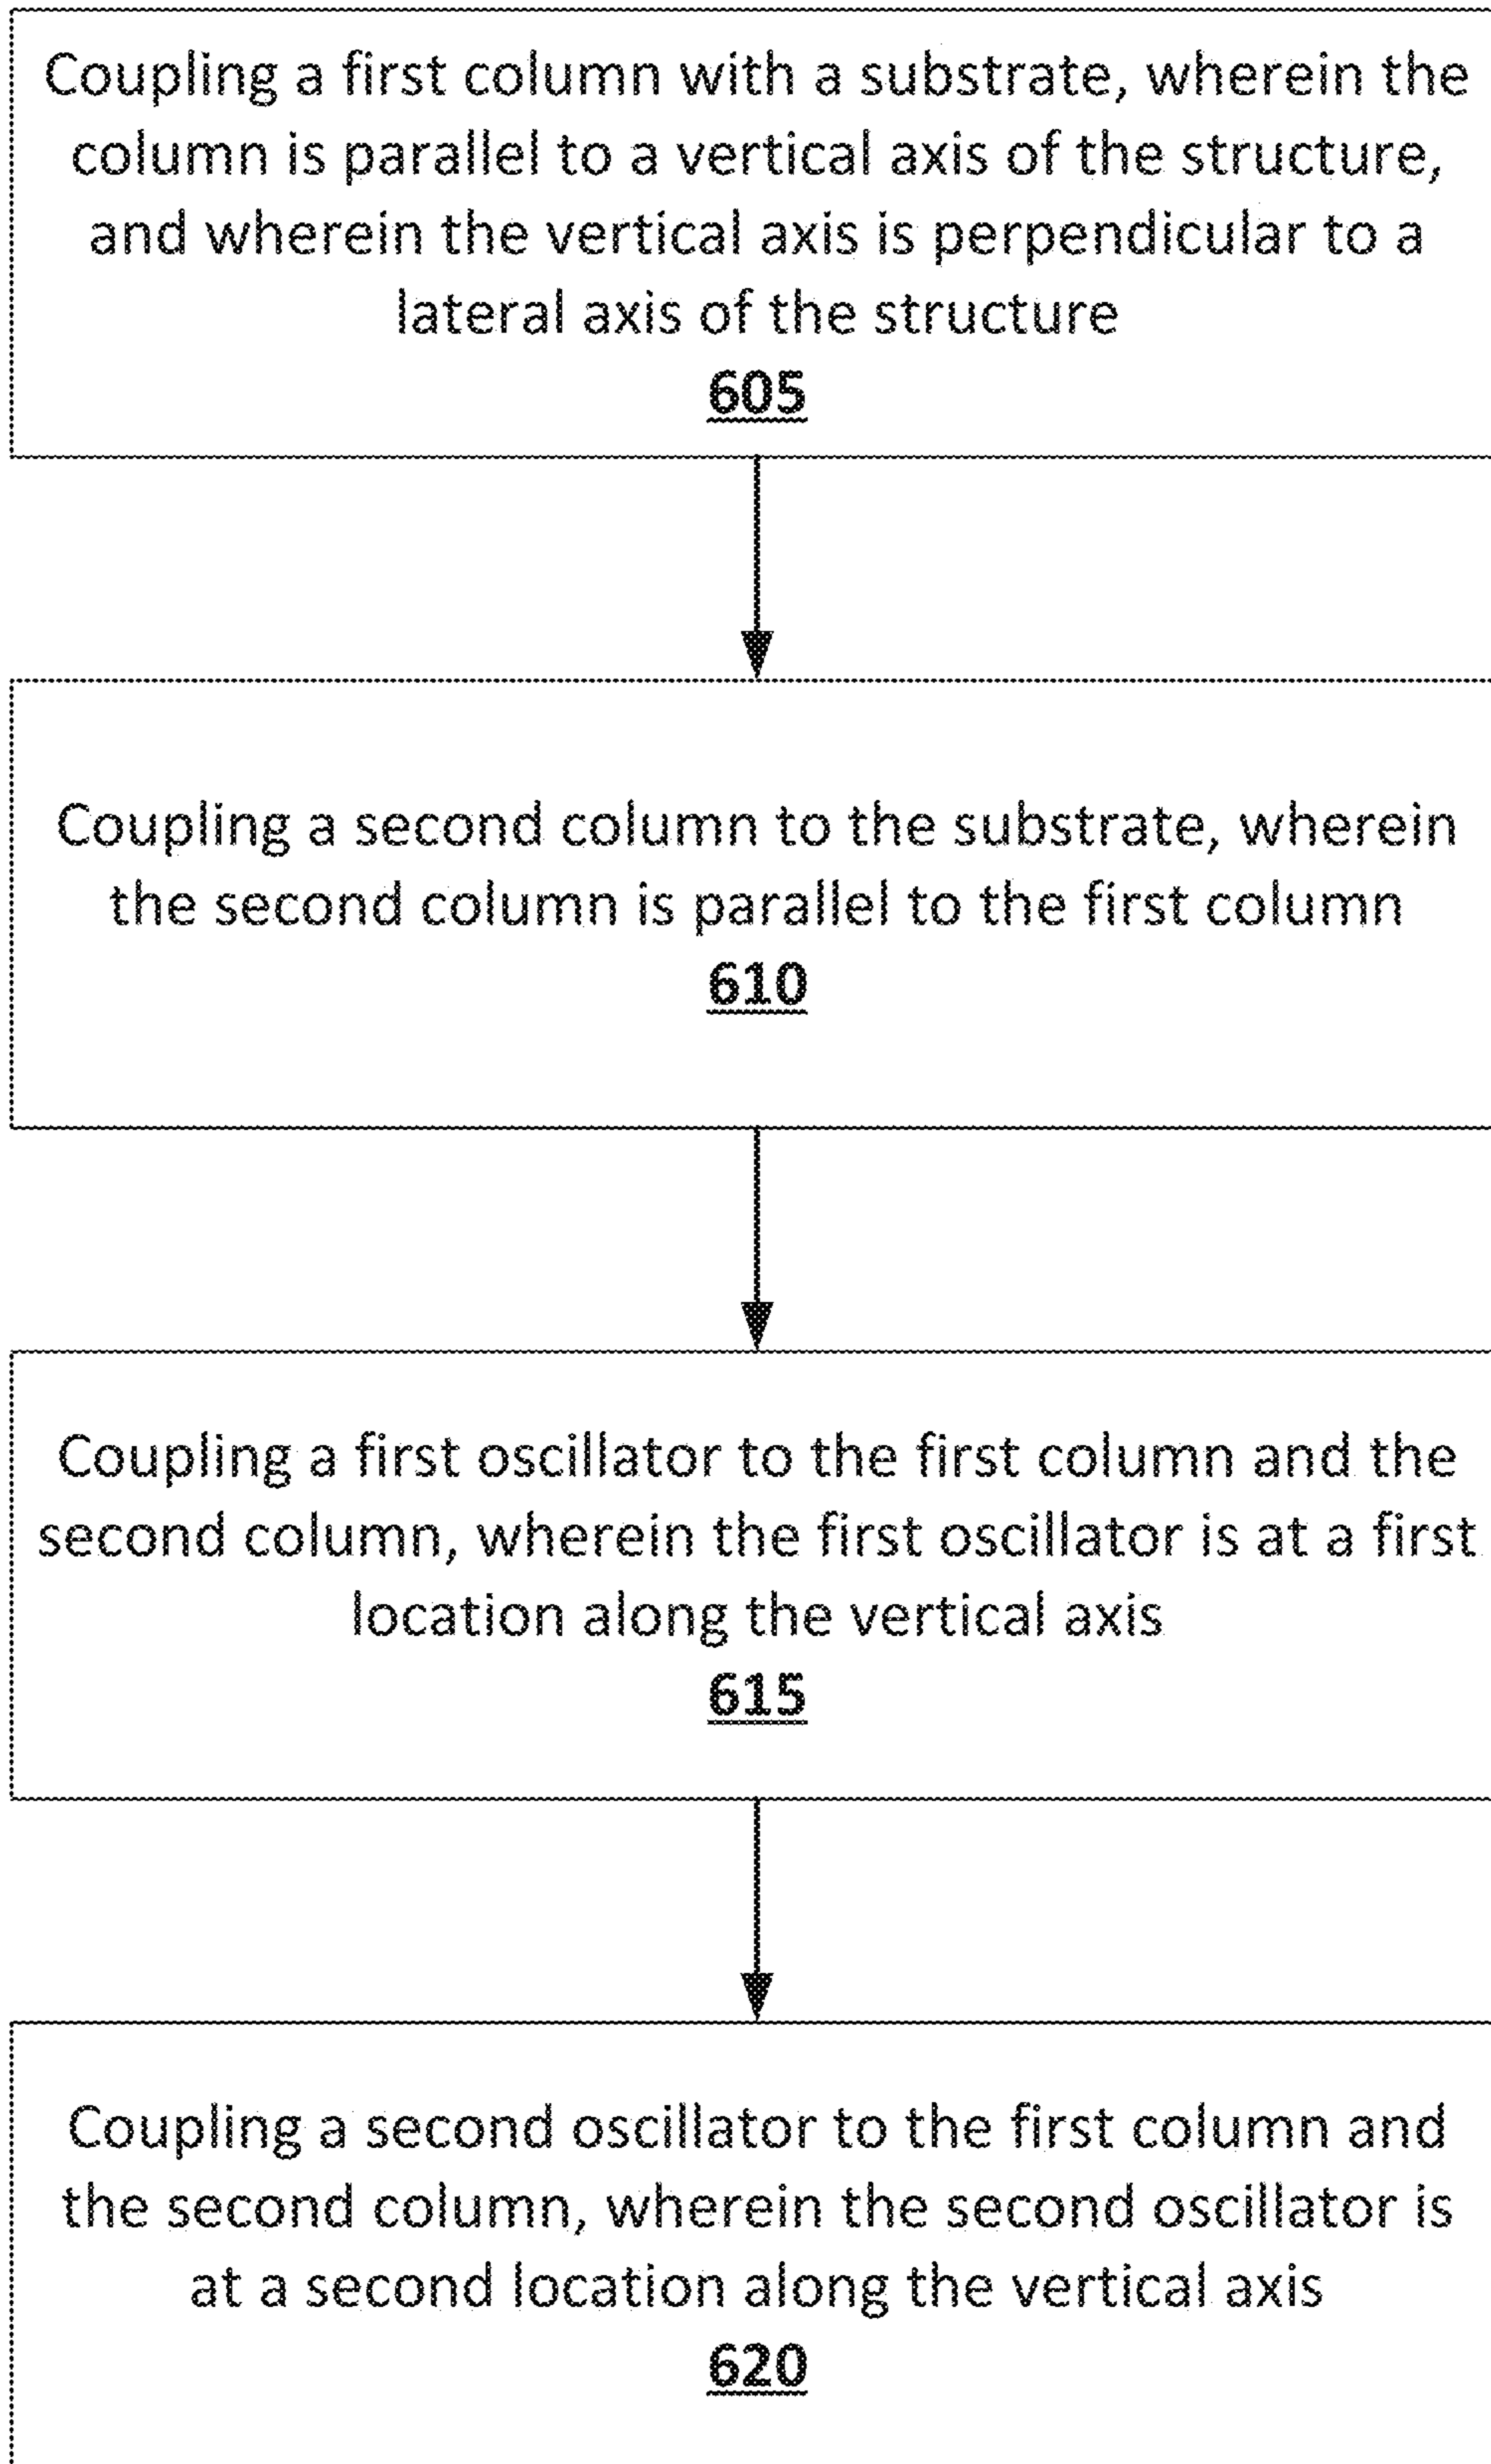 Coupling a first column with a substrate, wherein the
column is parallel to a vertical axis of the structure,
and wherein the vertical axis is perpendicular to a
lateral axis of the structure
605
Coupling a second column to the substrate, wherein
the second column is parallel to the first column
610
Coupling a first oscillator to the first column and the
second column, wherein the first oscillator is at a first
location along the vertical axis
615
Coupling a second oscillator to the first column and
the second column, wherein the second oscillator is
at a second location along the vertical axis
620